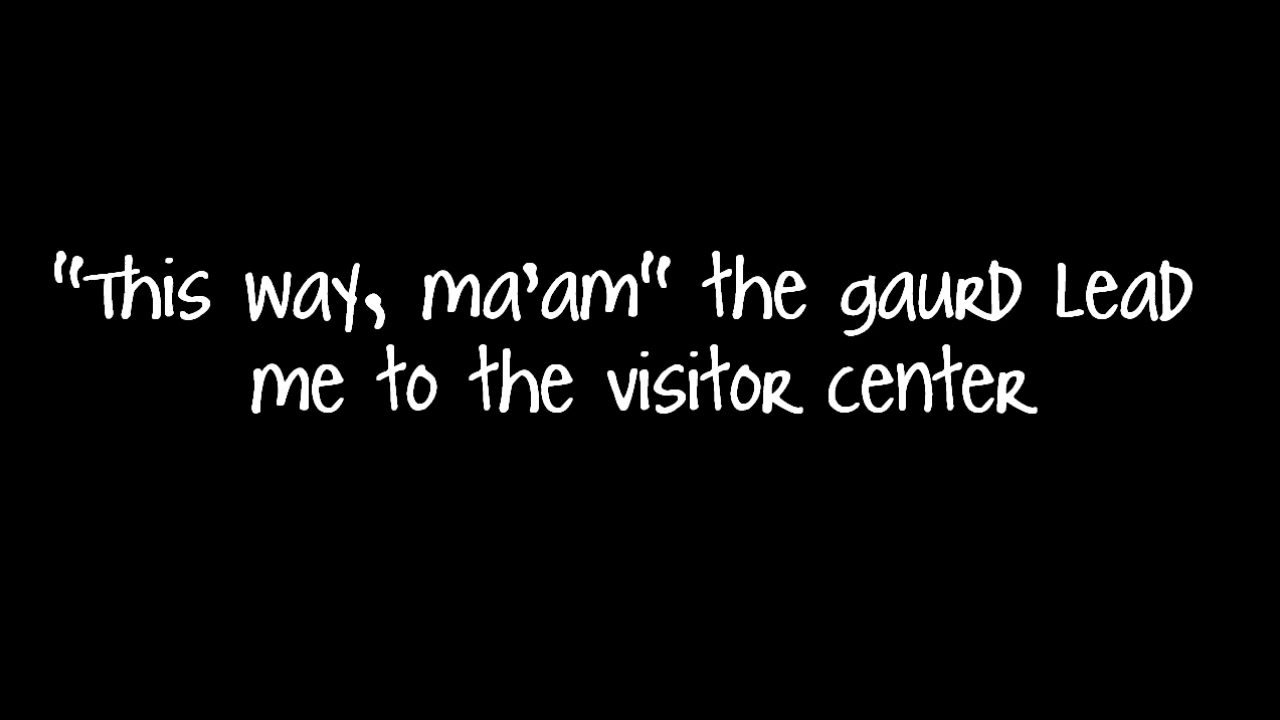 “This way, ma’am“ the gaurd lead
me to the visitor center